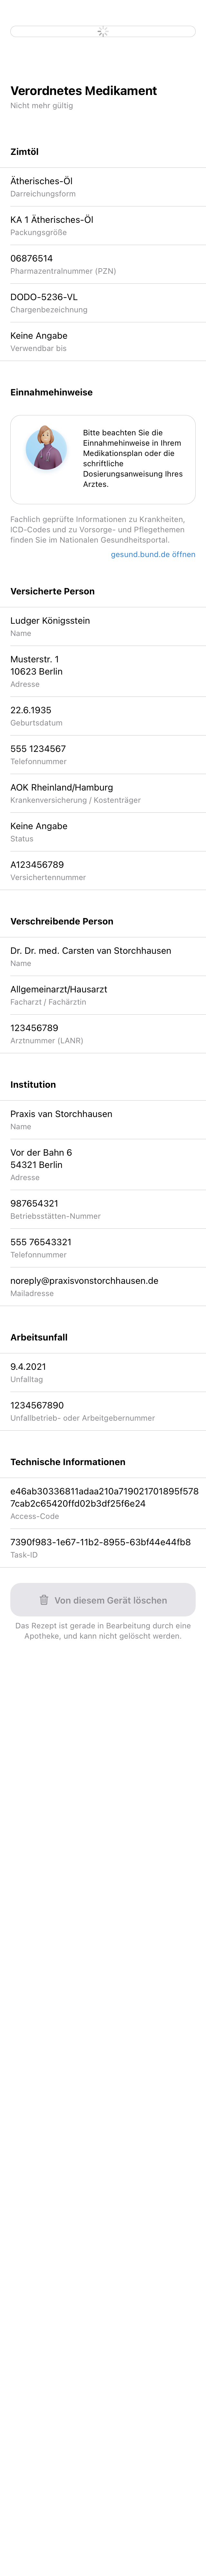 Verordnetes Medikament
Nicht mehr gültig
Zimtöl
Ätherisches-Öl
Darreichungsform
KA 1 Ätherisches-Öl
Packungsgröße
06876514
Pharmazentralnummer (PZN)
DODO-5236-VL
Chargenbezeichnung
Keine Angabe
Verwendbar bis
Einnahmehinweise
Bitte beachten Sie die
Einnahmehinweise in Ihrem
Medikationsplan oder die
schriftliche
Dosierungsanweisung Ihres
Arztes.
Fachlich geprüfte Informationen zu Krankheiten,
ICD-Codes und zu Vorsorge- und Pflegethemen
finden Sie im Nationalen Gesundheitsportal.
gesund.bund.de öffnen
Versicherte Person
Ludger Königsstein
Name
Musterstr. 1
10623 Berlin
Adresse
22.6.1935
Geburtsdatum
555 1234567
Telefonnummer
AOK Rheinland/Hamburg
Krankenversicherung / Kostenträger
Keine Angabe
Status
A123456789
Versichertennummer
Verschreibende Person
Dr. Dr. med. Carsten van Storchhausen
Name
Allgemeinarzt/Hausarzt
Facharzt / Fachärztin
123456789
Arztnummer (LANR)
Institution
Praxis van Storchhausen
Name
Vor der Bahn 6
54321 Berlin
Adresse
987654321
Betriebsstätten-Nummer
555 76543321
Telefonnummer
noreply@praxisvonstorchhausen.de
Mailadresse
Arbeitsunfall
9.4.2021
Unfalltag
1234567890
Unfallbetrieb- oder Arbeitgebernummer
Technische Informationen
e46ab30336811adaa210a719021701895f578
7cab2c65420ffd02b3df25f6e24
Access-Code
7390f983-1e67-11b2-8955-63bf44e44fb8
Task-ID
Von diesem Gerät löschen
Das Rezept ist gerade in Bearbeitung durch eine
Apotheke, und kann nicht gelöscht werden.